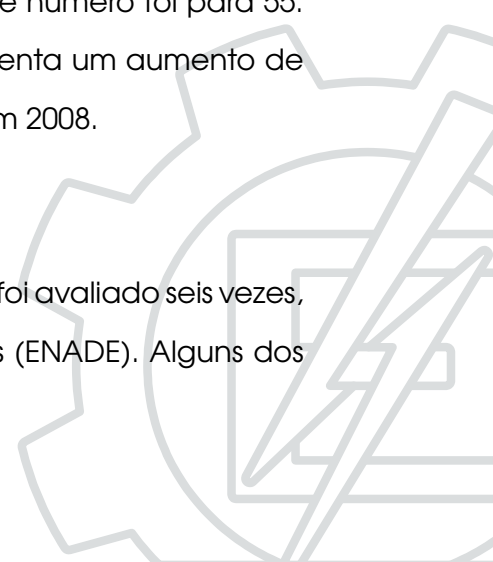 número foi para 55.
enta um aumento de
m 2008.
foi avaliado seis vezes,
s (ENADE). Alguns dos